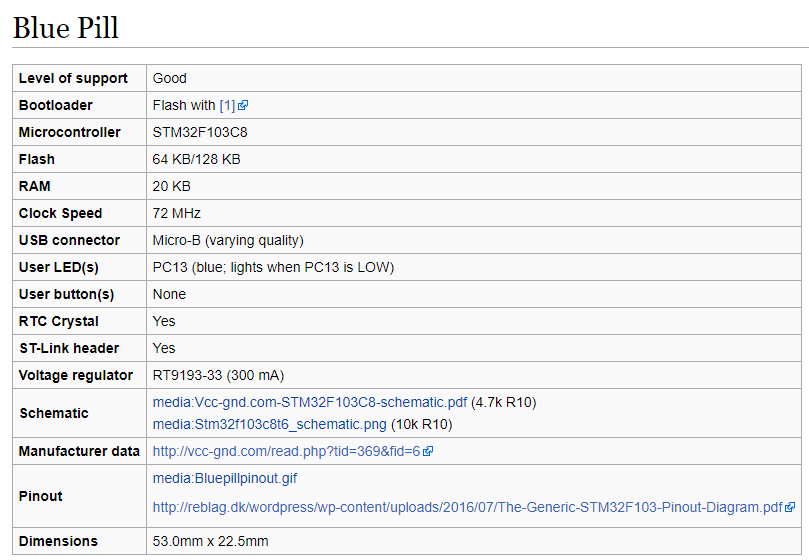 Blue Pill
Level of support Good
Bootloader Flash with [1]
Microcontroller STM32F103C8
Flash 64 KB/128 KB
RAM 20 KB
Clock Speed 72 MHz
USB connector Micro-B (varying quality)
User LED(s) PC13 (blue; lights when PC13 is LOW)
User button(s) None
RTC Crystal Yes
ST-Link header Yes
Voltage regulator RT9193-33 (300 mA)
Schematic
media:Vcc-gnd.com-STM32F103C8-schematic.pdf (4.7k R10)
media:Stm32f103c8t6_schematic.png (10k R10)
Manufacturer data http://vcc-gnd.com/read.php?tid=369&fid=6
Pinout
media:Bluepillpinout.gif
http://reblag.dk/wordpress/wp-content/uploads/2016/07/The-Generic-STM32F103-Pinout-Diagram.pdf
Dimensions 53.0mm x 22.5mm